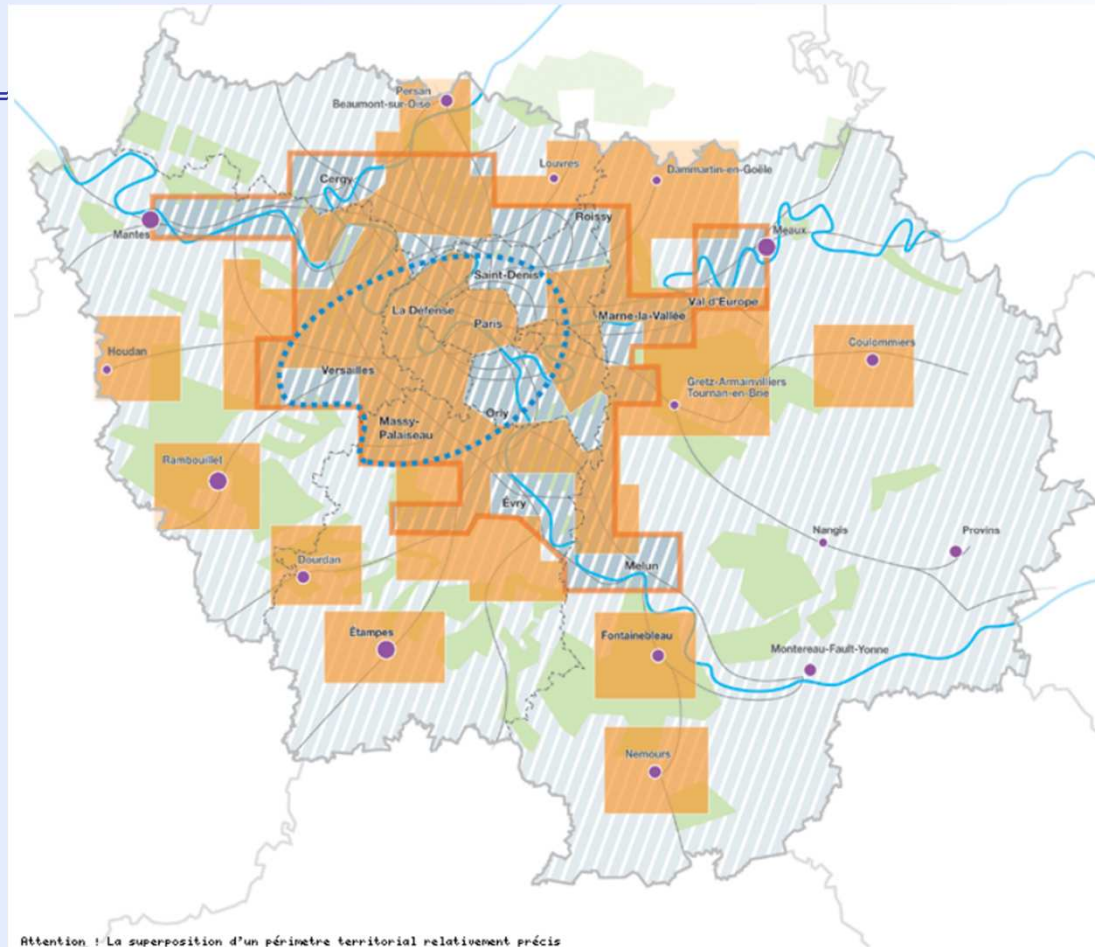 Persan
Beaumont-sur-Oise
Louvres
Dammartin-en-Goële
Cergy
Roissy
Mantes
Meaux
Saint-Denis
Val d'Europe
La Défense
Marne-la-Vallée
Paris
Houdan
Coulommiers
Versailles
Gretz-Armainvilliers
Tournan-en-Brie
Orly
Massy-
Palaiseau
Rambouillet
Évry
Nangis
Provins
Dourdan
Melun
Étampes
Fontainebleau
Montereau-Fault-Yonne
Nemours
Attention ! La superposition d'un périmetre territorial relativement précis